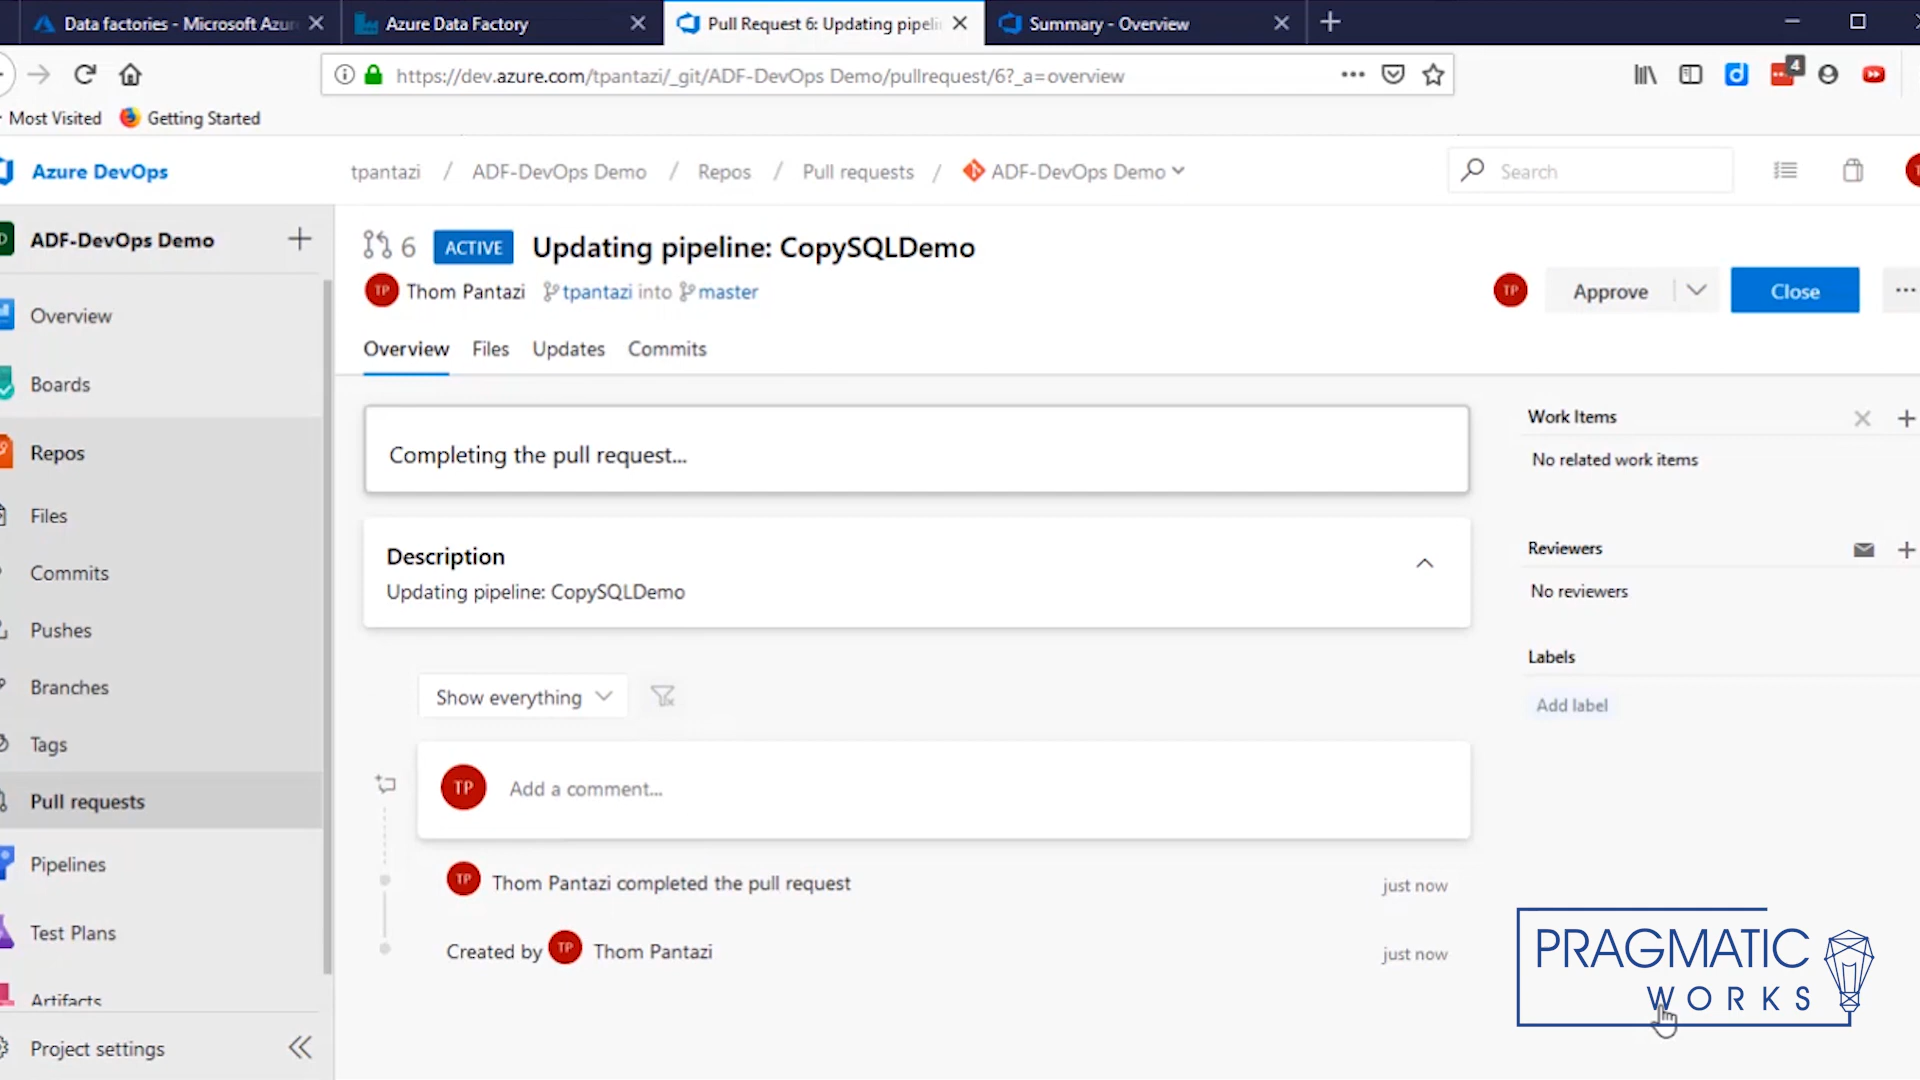 Data factories - Microsoft Azur
Azure Data Factory
Pull Request 6: Updating pipelin
Summary - Overview
https://dev.azure.com/tpantazi/_git/ADF-DevOps Demo/pullrequest/6?_a=overview
4
Most Visited
Getting Started
Azure DevOps
tpantazi / ADF-DevOps Demo / Repos / Pull requests / ADF-DevOps Demo
Search
ADF-DevOps Demo
Overview
Boards
Repos
Files
Commits
Pushes
Branches
Tags
Pull requests
Pipelines
Test Plans
Artifacts
Project settings
6 ACTIVE Updating pipeline: CopySQLDemo
TP Thom Pantazi tpantazi into master
TP Approve Close
Overview Files Updates Commits
Completing the pull request...
Description
Updating pipeline: CopySQLDemo
Show everything
TP Add a comment...
TP Thom Pantazi completed the pull request just now
Created by TP Thom Pantazi just now
Work Items
No related work items
Reviewers
No reviewers
Labels
Add label
PRAGMATIC
WORKS